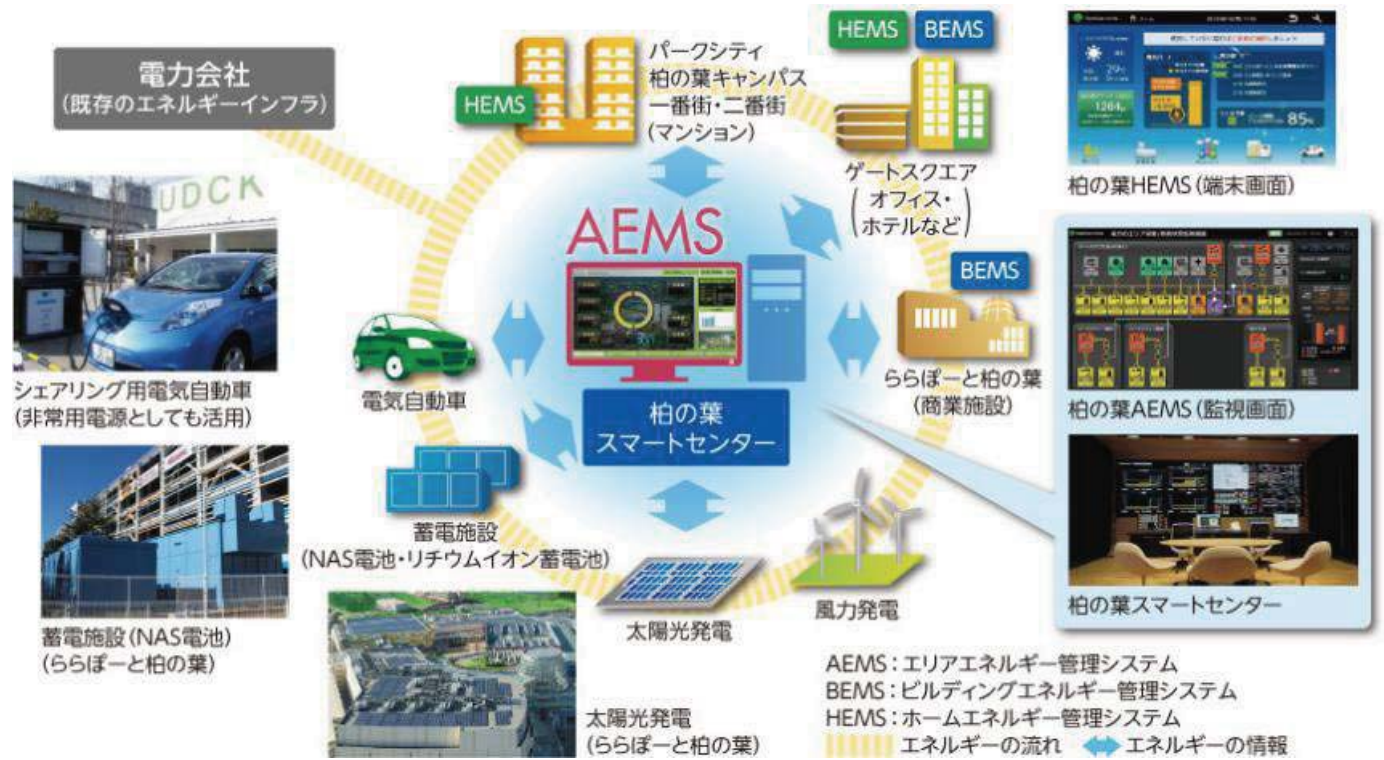 電力会社
(既存のエネルギーインフラ)
HEMS
パークシティ
柏の葉キャンパス
一番街・二番街
(マンション)
HEMS
BEMS
ゲートスクエア
(オフィス・
ホテルなど)
柏の葉HEMS(端末画面)
29
1264
85%
UDCK
シェアリング用電気自動車
(非常用電源としても活用)
AEMS
柏の葉
スマートセンター
電気自動車
BEMS
ららぽーと柏の葉
(商業施設)
柏の葉AEMS(監視画面)
柏の葉スマートセンター
蓄電施設
(NAS電池・リチウムイオン蓄電池)
蓄電施設(NAS電池)
(ららぽーと柏の葉)
太陽光発電
風力発電
太陽光発電
(ららぽーと柏の葉)
AEMS:エリアエネルギー管理システム
BEMS:ビルディングエネルギー管理システム
HEMS:ホームエネルギー管理システム
エネルギーの流れ エネルギーの情報